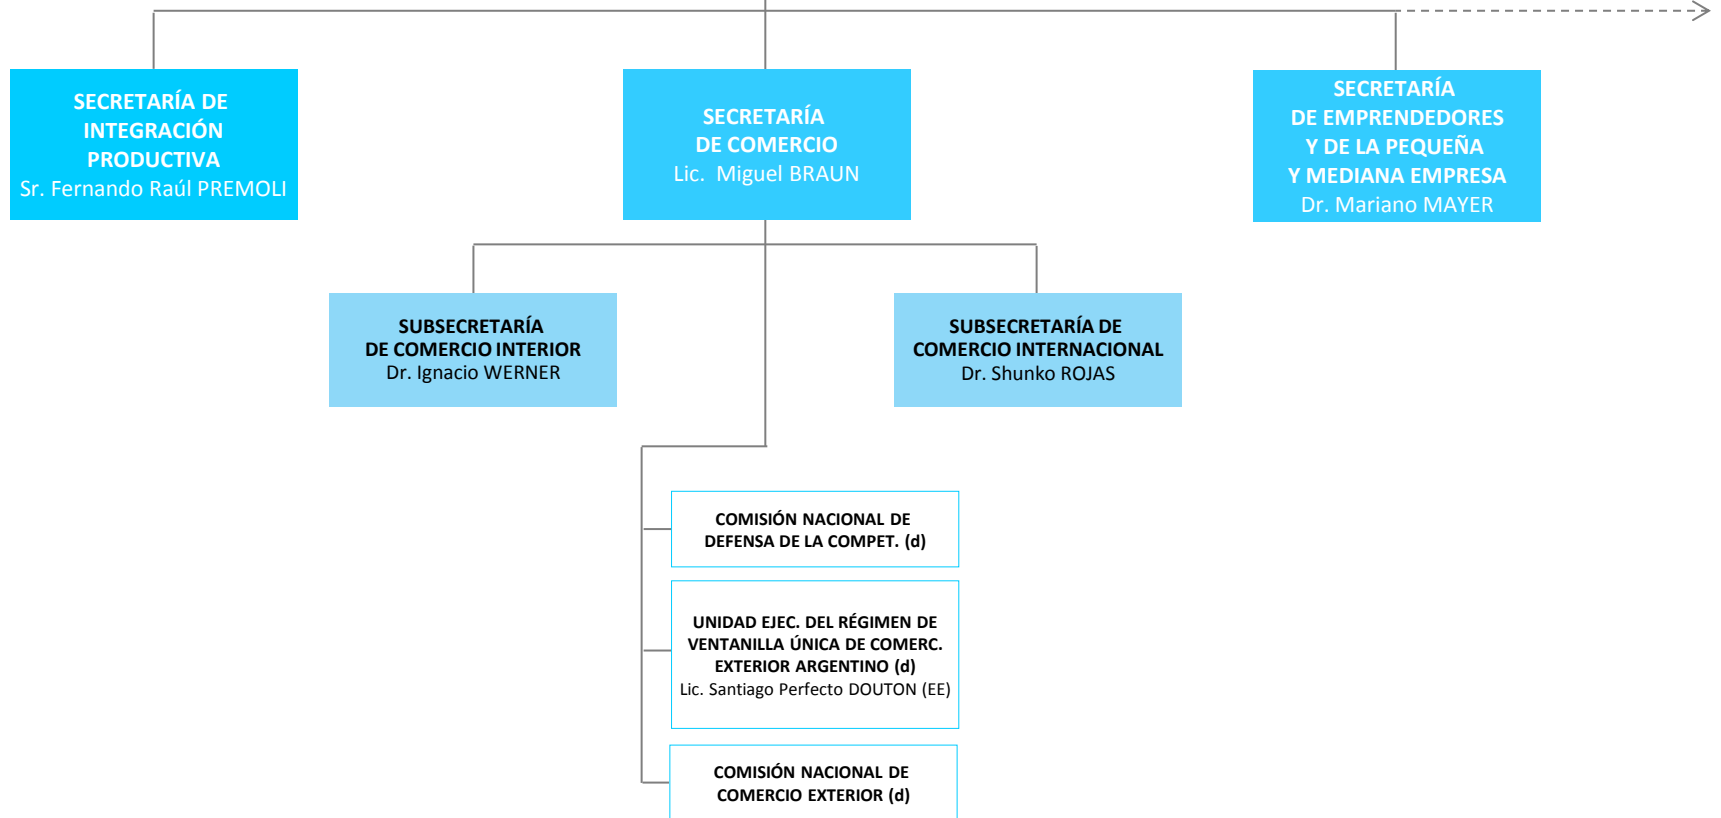 SECRETARÍA DE
INTEGRACIÓN
PRODUCTIVA
Sr. Fernando Raúl PREMOLI
SECRETARÍA
DE COMERCIO
Lic. Miguel BRAUN
SECRETARÍA
DE EMPRENDEDORES
Y DE LA PEQUEÑA
Y MEDIANA EMPRESA
Dr. Mariano MAYER
SUBSECRETARÍA
DE COMERCIO INTERIOR
Dr. Ignacio WERNER
SUBSECRETARÍA DE
COMERCIO INTERNACIONAL
Dr. Shunko ROJAS
COMISIÓN NACIONAL DE
DEFENSA DE LA COMPET. (d)
UNIDAD EJEC. DEL RÉGIMEN DE
VENTANILLA ÚNICA DE COMERC.
EXTERIOR ARGENTINO (d)
Lic. Santiago Perfecto DOUTON (EE)
COMISIÓN NACIONAL DE
COMERCIO EXTERIOR (d)